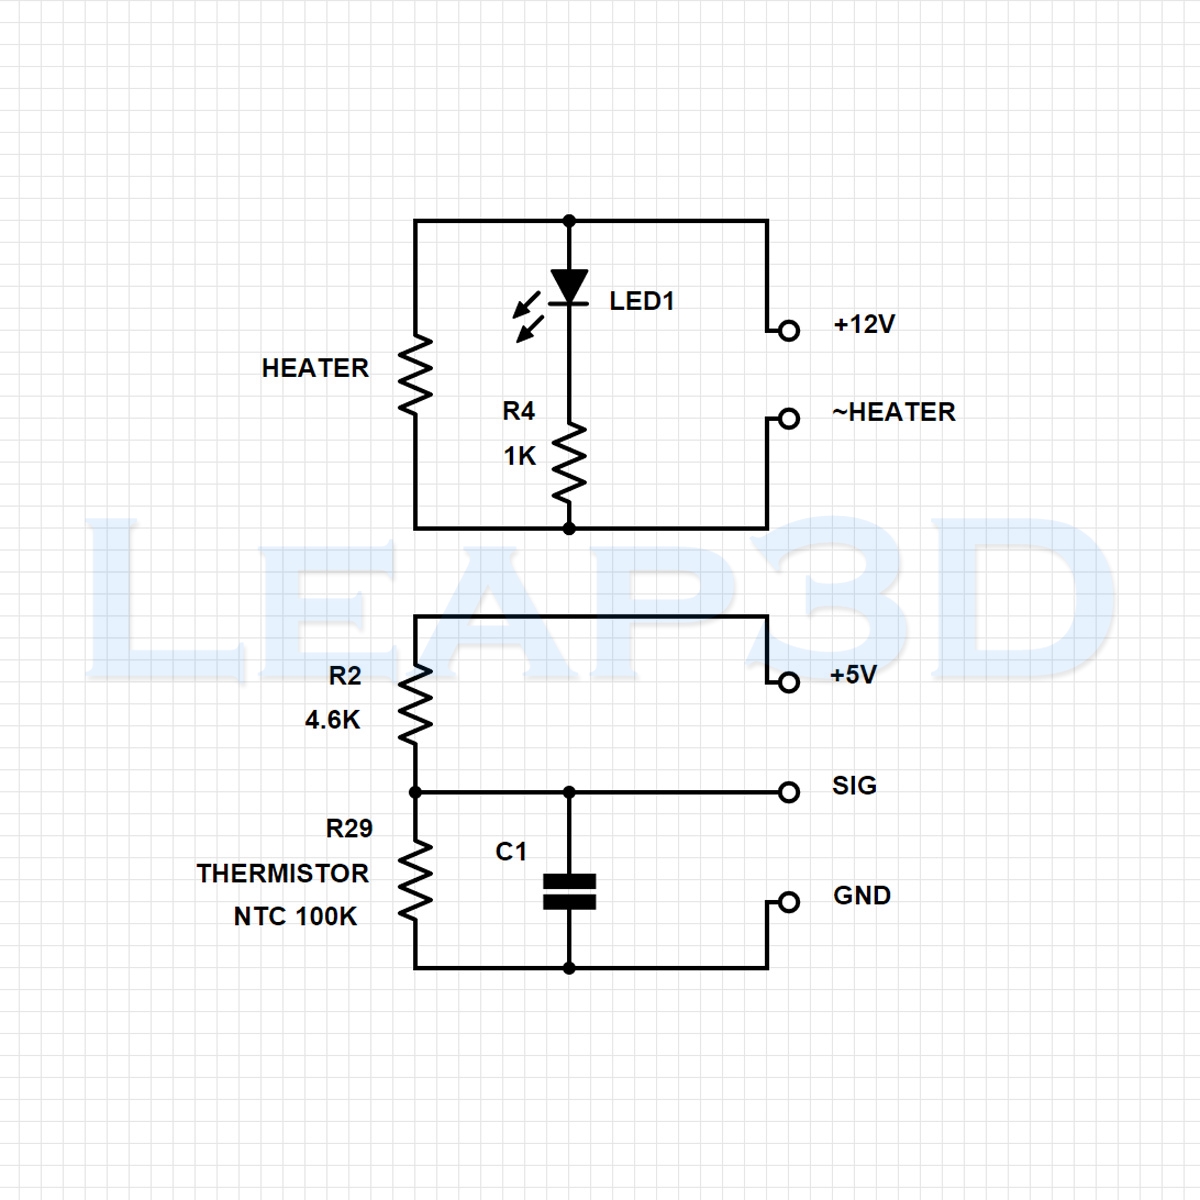 LED1
+12V
HEATER
R4
~HEATER
1K
LEAP3D
R2
+5V
4.6K
SIG
R29
C1
THERMISTOR
GND
NTC 100K